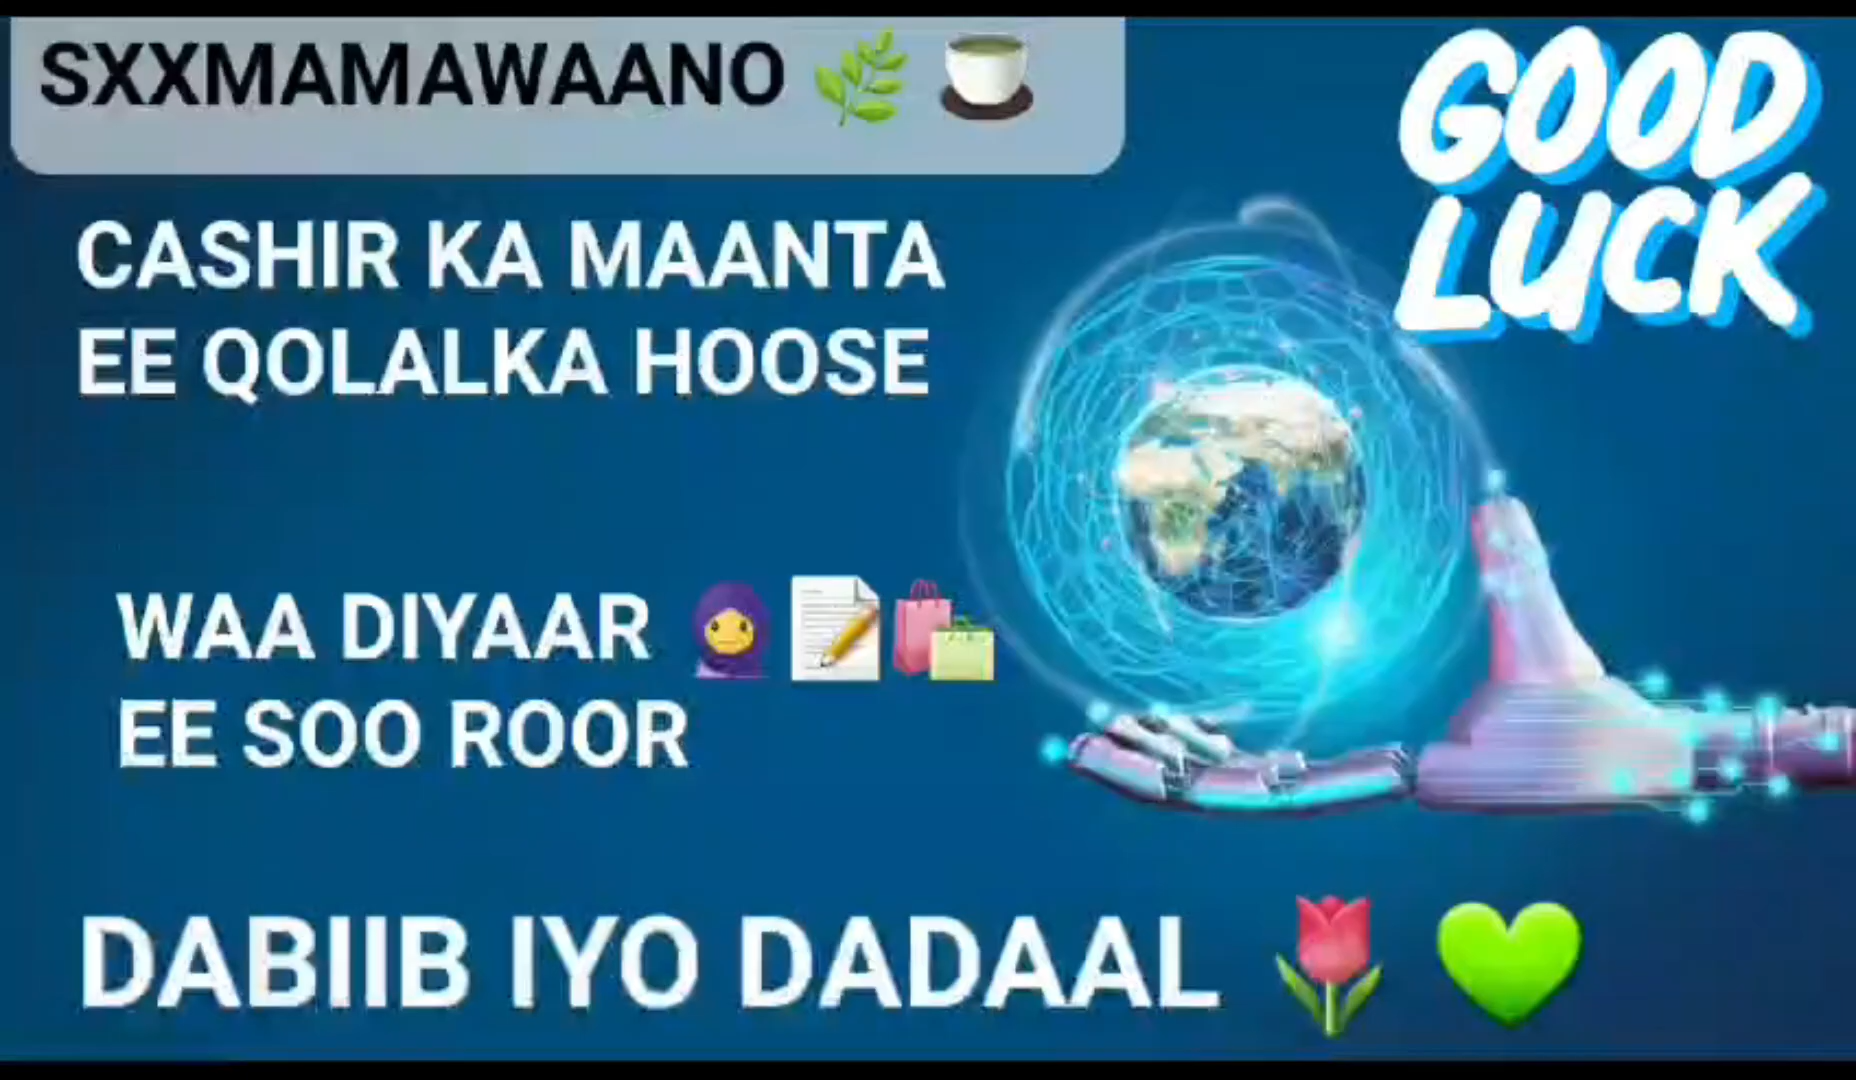 SXXMAMAWAANO 🌿 🍵
GOOD
LUCK
CASHIR KA MAANTA
EE QOLALKA HOOSE
WAA DIYAAR 🧕 📝 🛍️
EE SOO ROOR
DABIIB IYO DADAAL 🌷 💚